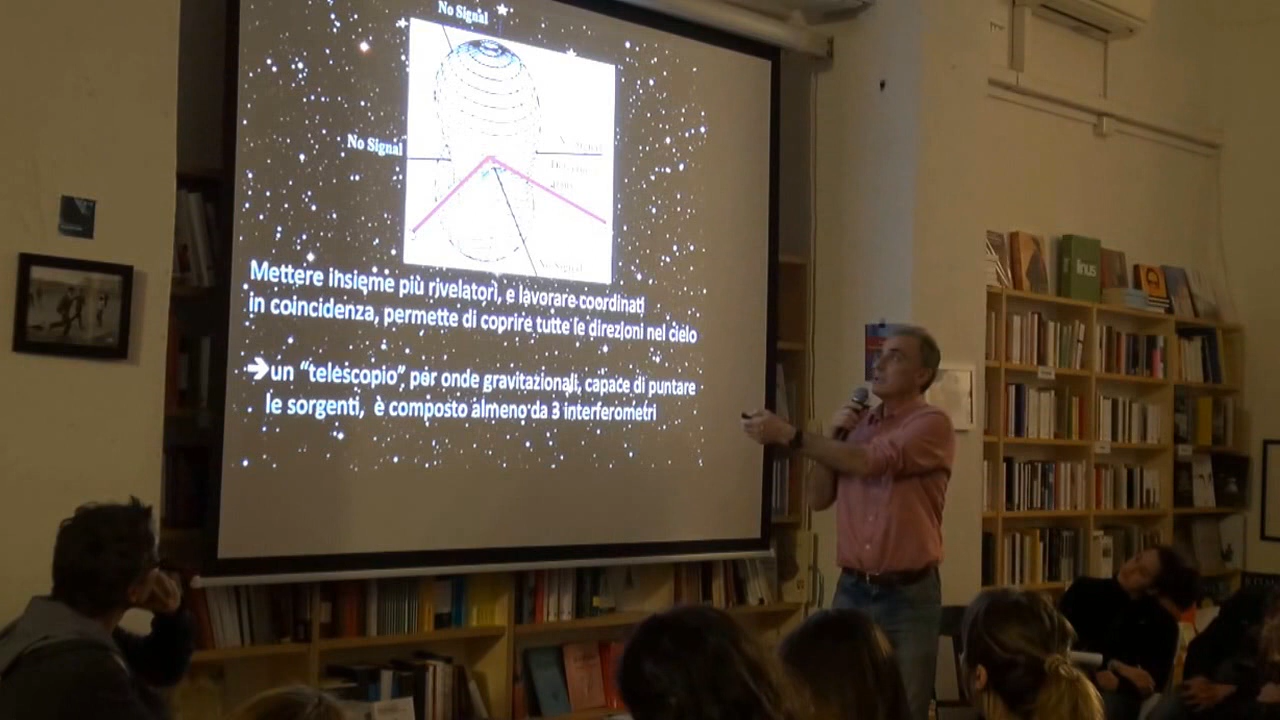 No Signal
No Signal
No Signal
No Signal
Mettere insieme più rivelatori, e lavorare coordinati
in coincidenza, permette di coprire tutte le direzioni nel cielo
➔un “telescopio”, per onde gravitazionali, capace di puntare
le sorgenti, è composto almeno da 3 interferometri
linus